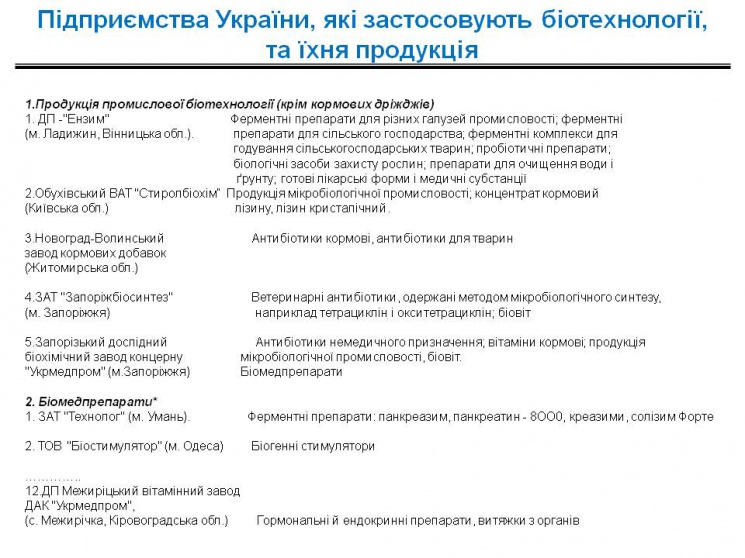 Підприємства України, які застосовують біотехнології,
та їхня продукція
1.Продукція промислової біотехнології (крім кормових дріжджів)
1. ДП -"Ензим" Ферментні препарати для різних галузей промисловості; ферментні
(м. Ладижин, Вінницька обл.). препарати для сільського господарства; ферментні комплекси для
годування сільськогосподарських тварин; пробіотичні препарати;
біологічні засоби захисту рослин; препарати для очищення води і
ґрунту; готові лікарські форми і медичні субстанції
2.Обухівський ВАТ "Стиролбіохім" Продукція мікробіологічної промисловості; концентрат кормовий
(Київська обл.) лізину, лізин кристалічний.
3.Новоград-Волинський Антибіотики кормові, антибіотики для тварин
завод кормових добавок
(Житомирська обл.)
4.ЗАТ "Запоріжбіосинтез" Ветеринарні антибіотики, одержані методом мікробіологічного синтезу,
(м. Запоріжжя) наприклад тетрациклін і окситетрациклін; біовіт
5.Запорізький дослідний Антибіотики немедичного призначення; вітаміни кормові; продукція
біохімічний завод концерну мікробіологічної промисловості, біовіт.
"Укрмедпром" (м.Запоріжжя) Біомедпрепарати
2. Біомедпрепарати*
1. ЗАТ "Технолог" (м. Умань). Ферментні препарати: панкреазим, панкреатин - 8ОО0, креазими, солізим Форте
2. ТОВ "Біостимулятор" (м. Одеса) Біогенні стимулятори
…………..
12.ДП Межиріцький вітамінний завод
ДАК "Укрмедпром",
(с. Межирічка, Кіровоградська обл.) Гормональні й ендокринні препарати, витяжки з органів